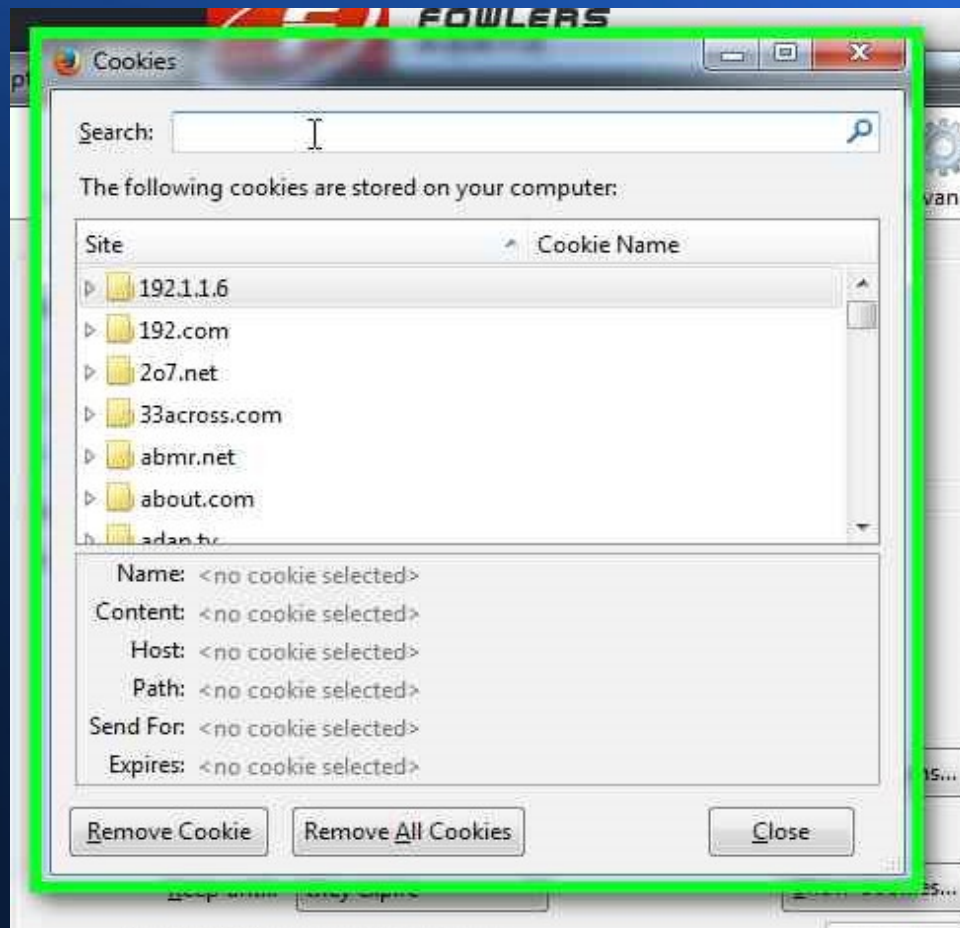 FOWLERS
Cookies
Search:
The following cookies are stored on your computer:
Site Cookie Name
192.1.1.6
192.com
2o7.net
33across.com
abmr.net
about.com
adap.tv
Name: <no cookie selected>
Content: <no cookie selected>
Host: <no cookie selected>
Path: <no cookie selected>
Send For: <no cookie selected>
Expires: <no cookie selected>
Remove Cookie Remove All Cookies Close